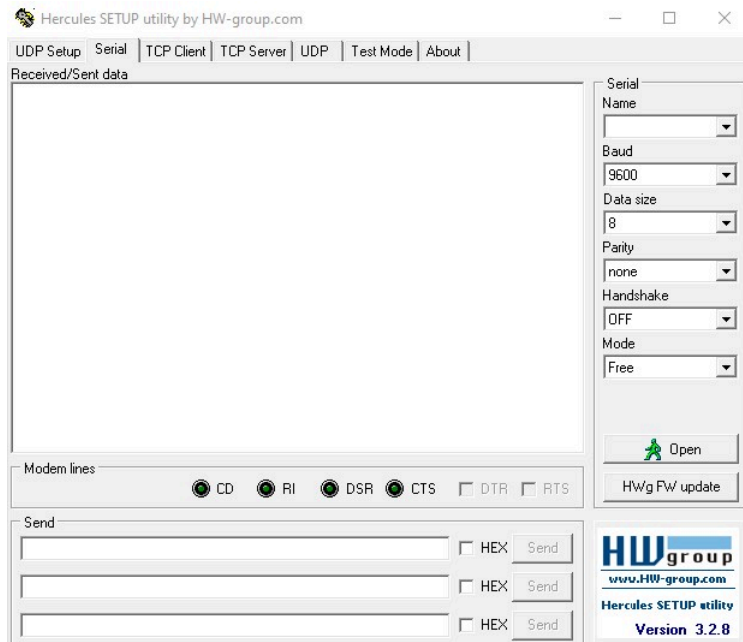 Hercules SETUP utility by HW-group.com
UDP Setup Serial TCP Client TCP Server UDP Test Mode About
Received/Sent data
Serial
Name
Baud
9600
Data size
8
Parity
none
Handshake
OFF
Mode
Free
Open
HWg FW update
Modem lines
CD RI DSR CTS DTR RTS
Send
HEX Send
HEX Send
HEX Send
HW group
www.HW-group.com
Hercules SETUP utility
Version 3.2.8